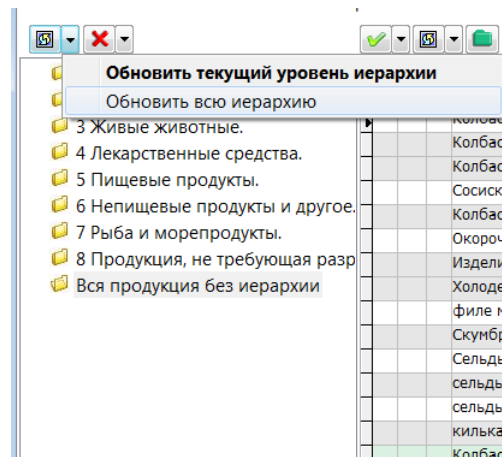 Обновить текущий уровень иерархии
Обновить всю иерархию
3 Живые животные.
4 Лекарственные средства.
5 Пищевые продукты.
6 Непищевые продукты и другое.
7 Рыба и морепродукты.
8 Продукция, не требующая разр
Вся продукция без иерархии
Колбас
Колбас
Колбас
Сосиск
Колбас
Окороч
Издели
Холоде
филе м
Скумбр
Сельдь
сельдь
сельдь
килька
Колбас